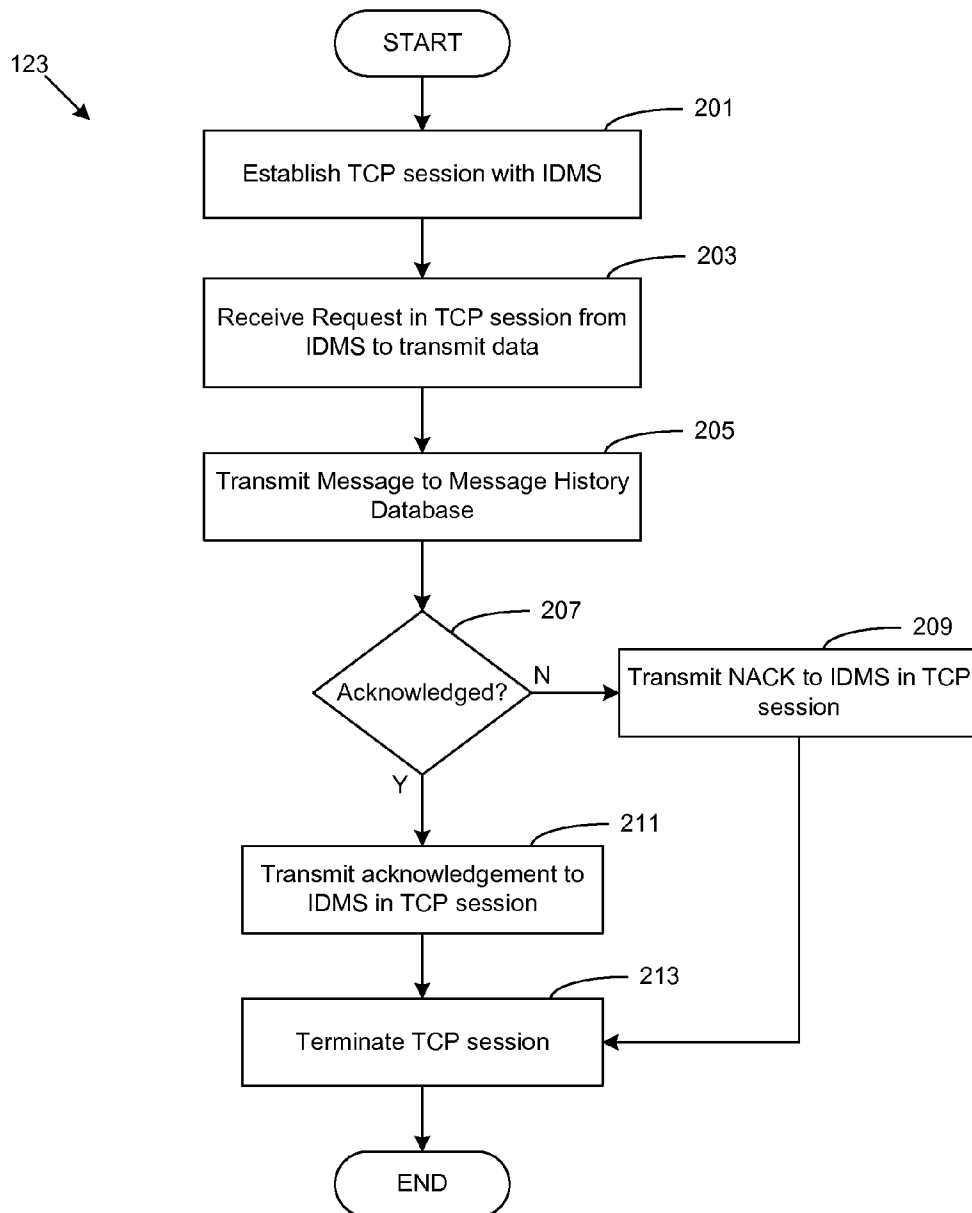 START
123
201
Establish TCP session with IDMS
203
Receive Request in TCP session from
IDMS to transmit data
205
Transmit Message to Message History
Database
207
Acknowledged?
N
209
Transmit NACK to IDMS in TCP
session
Y
211
Transmit acknowledgement to
IDMS in TCP session
213
Terminate TCP session
END